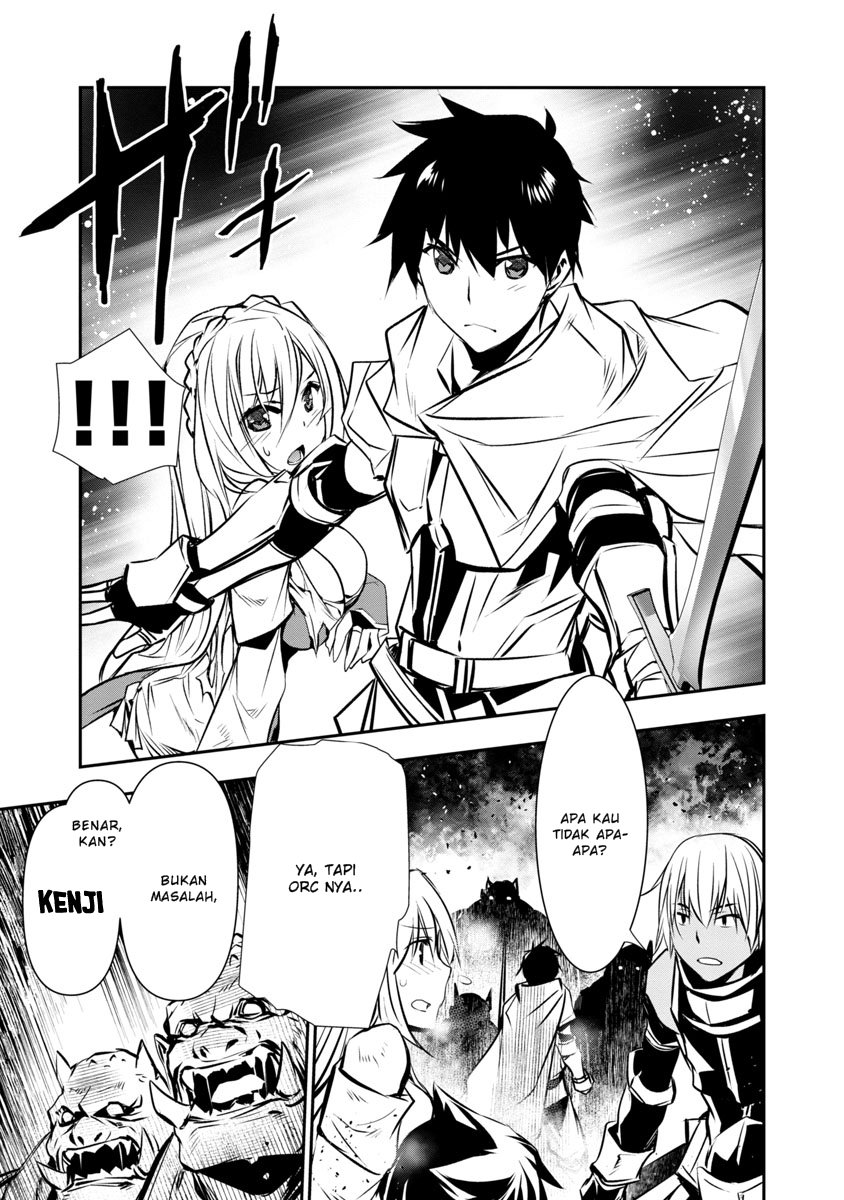 ザザッ
!!!
APA KAU
TIDAK APA-
APA?
YA, TAPI
ORC NYA..
BUKAN
MASALAH,
BENAR,
KAN?
KENJI